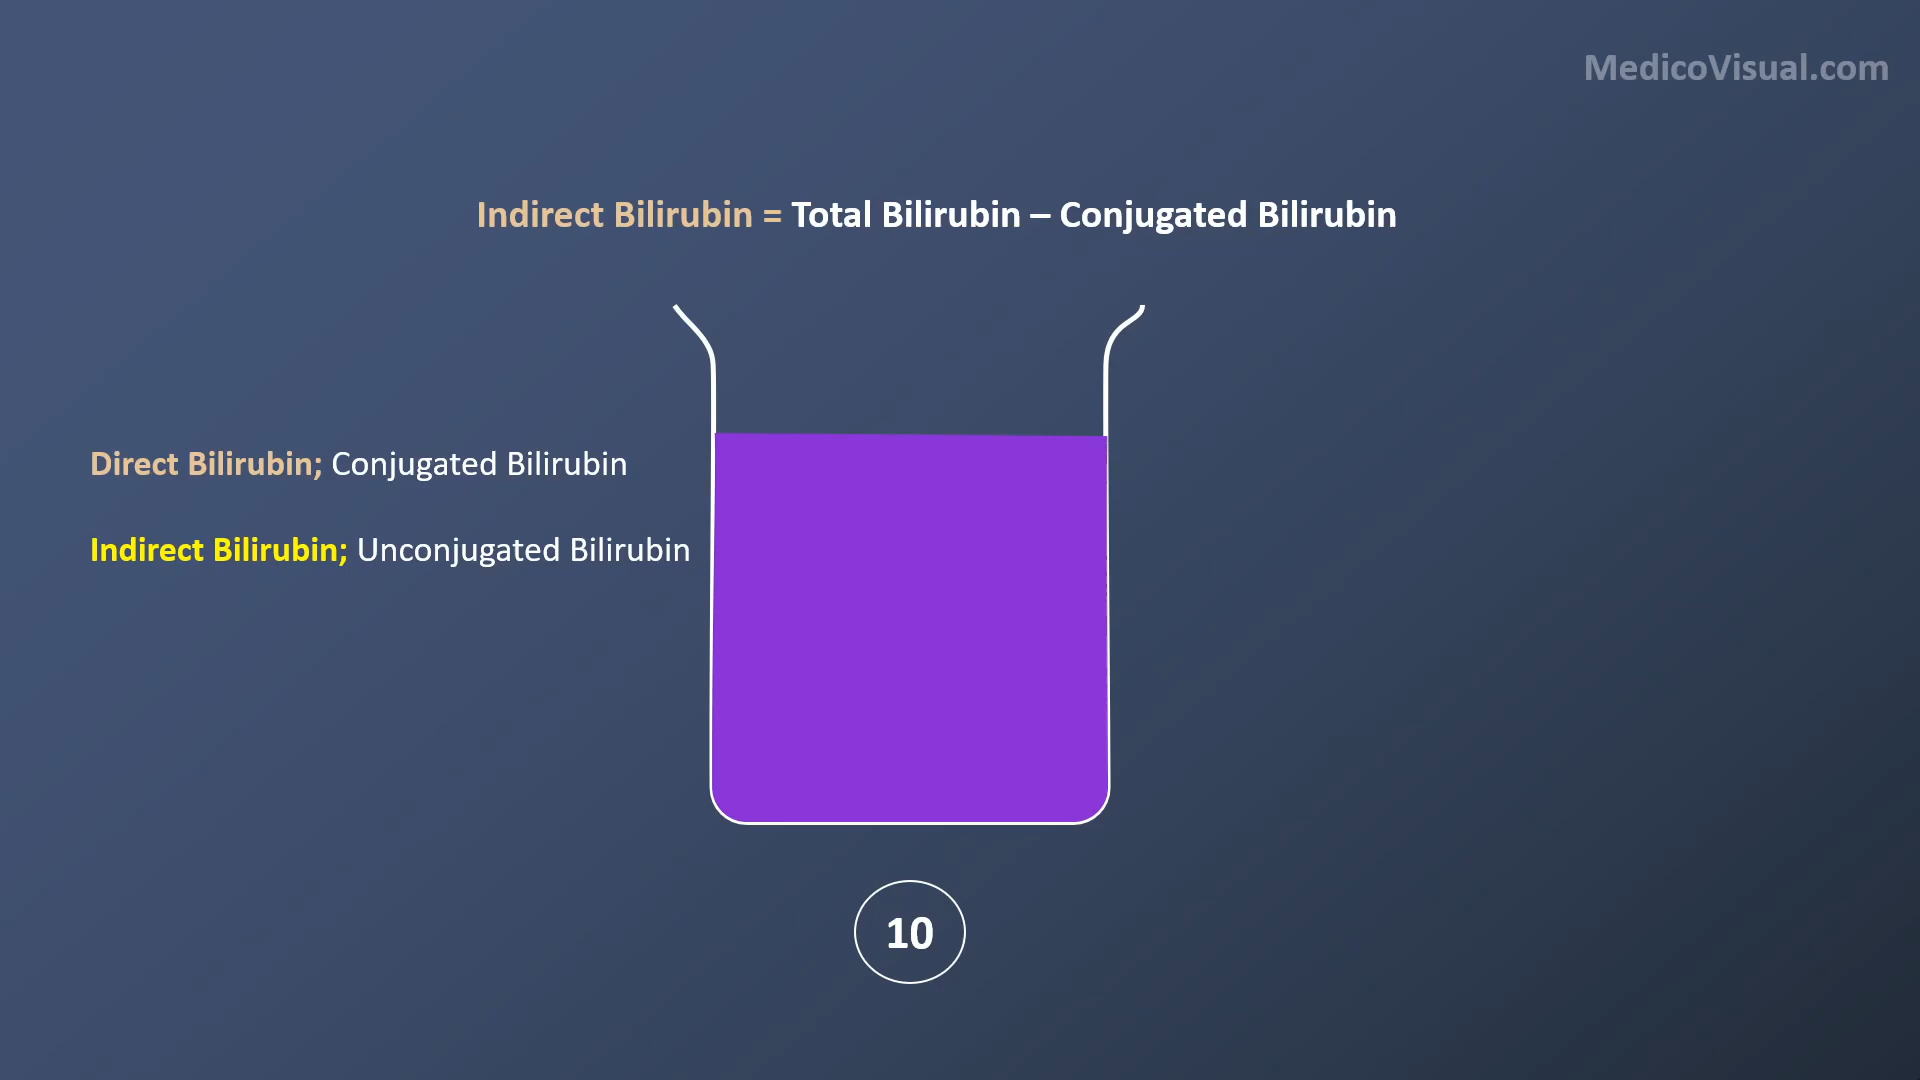 MedicoVisual.com
Indirect Bilirubin = Total Bilirubin – Conjugated Bilirubin
Direct Bilirubin; Conjugated Bilirubin
Indirect Bilirubin; Unconjugated Bilirubin
10